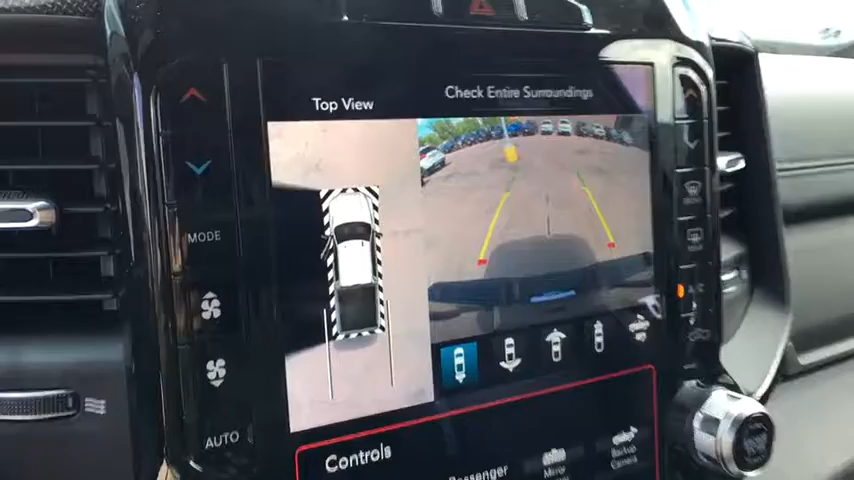 Check Entire Surroundings
Top View
MODE
AUTO
Controls
Passenger
Mirror
Backup
Camera